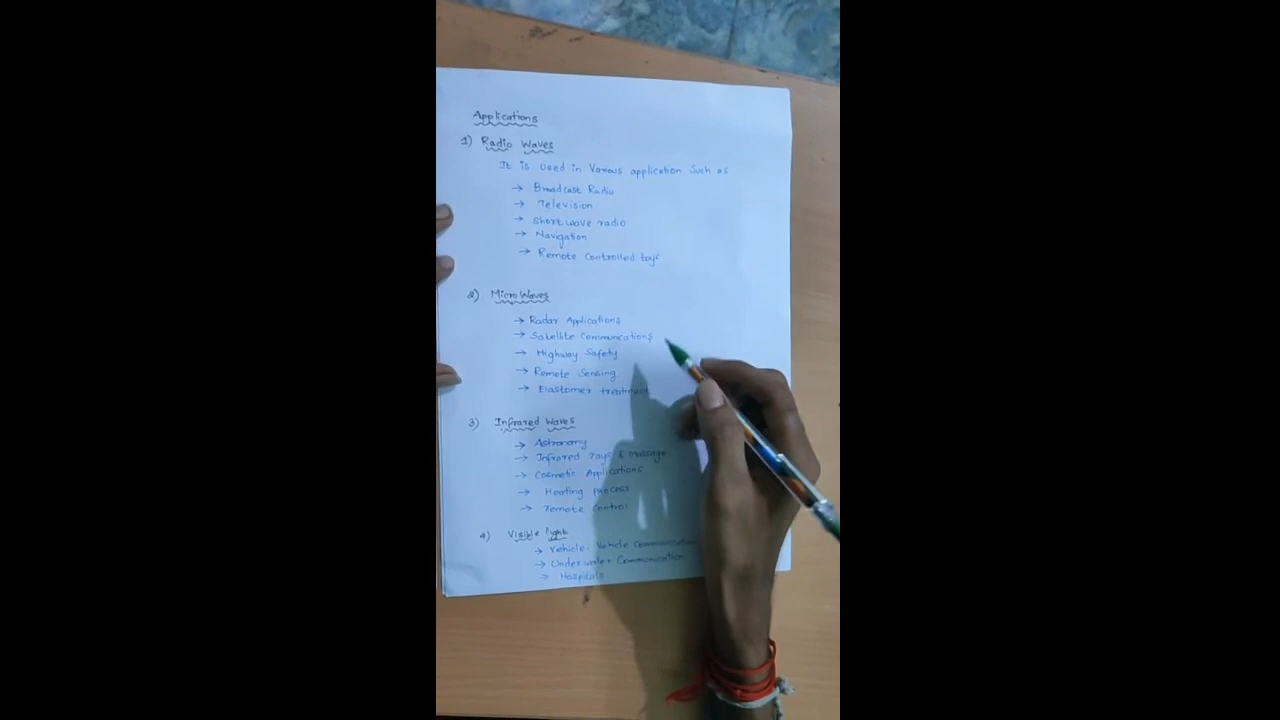 Applications
1) Radio Waves
It is used in Various application Such as
→ Broadcast Radio
→ Television
→ Short wave radio
→ Navigation
→ Remote Controlled toys
2) Micro Waves
→ Radar Applications
→ Satellite Communications
→ Highway Safety
→ Remote Sensing
→ Elastomer treatment
3) Infrared Waves
→ Astronomy
→ Infrared rays & Massage
→ Cosmetic Applications
→ Heating process
→ remote control
4) Visible light
→ Vehicle - Vehicle Communication
→ Under water Communication
→ Hospitals